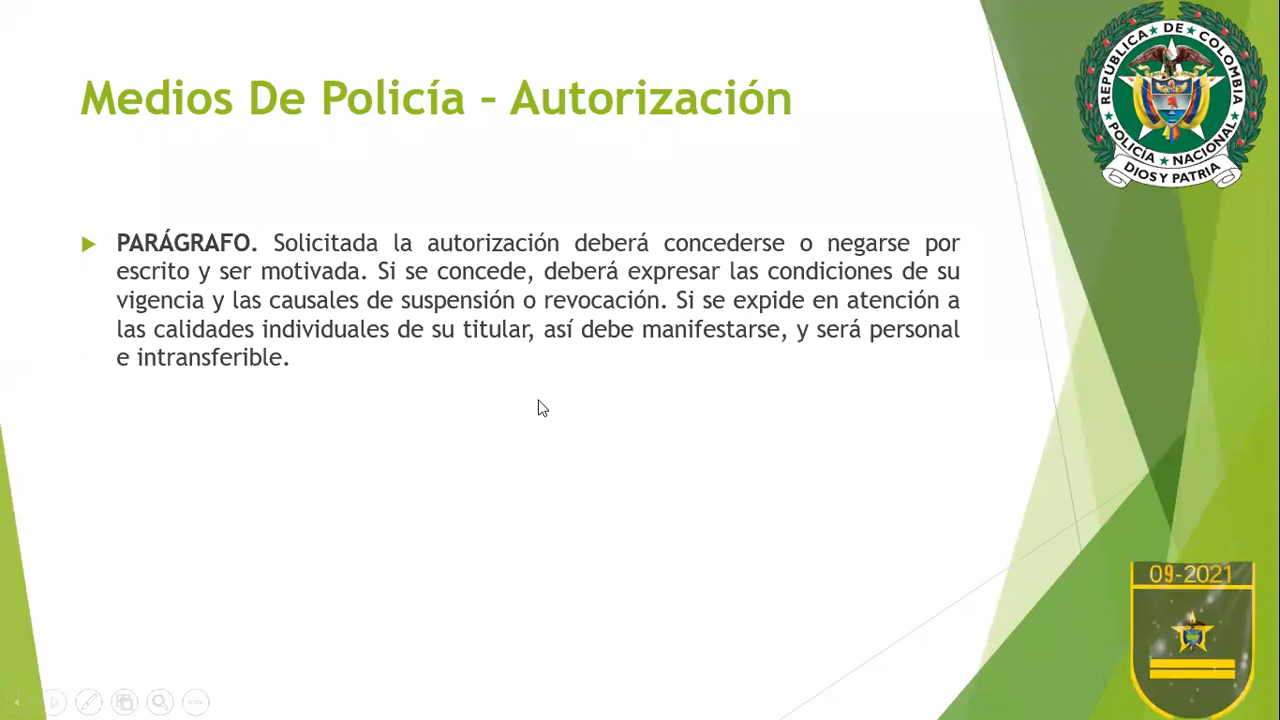 Medios De Policía – Autorización
REPÚBLICA DE COLOMBIA
POLICÍA NACIONAL
DIOS Y PATRIA
PARÁGRAFO. Solicitada la autorización deberá concederse o negarse por
escrito y ser motivada. Si se concede, deberá expresar las condiciones de su
vigencia y las causales de suspensión o revocación. Si se expide en atención a
las calidades individuales de su titular, así debe manifestarse, y será personal
e intransferible.
09-2021